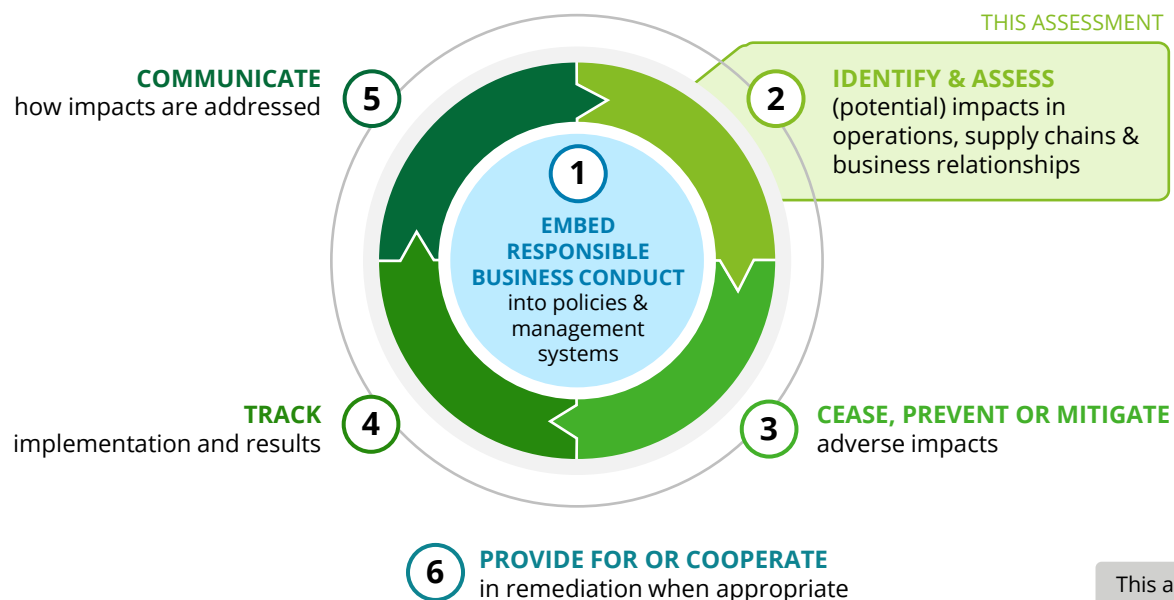 THIS ASSESSMENT
1
EMBED
RESPONSIBLE
BUSINESS CONDUCT
into policies &
management
systems
2
IDENTIFY & ASSESS
(potential) impacts in
operations, supply chains &
business relationships
3
CEASE, PREVENT OR MITIGATE
adverse impacts
4
TRACK
implementation and results
5
COMMUNICATE
how impacts are addressed
6
PROVIDE FOR OR COOPERATE
in remediation when appropriate
This a